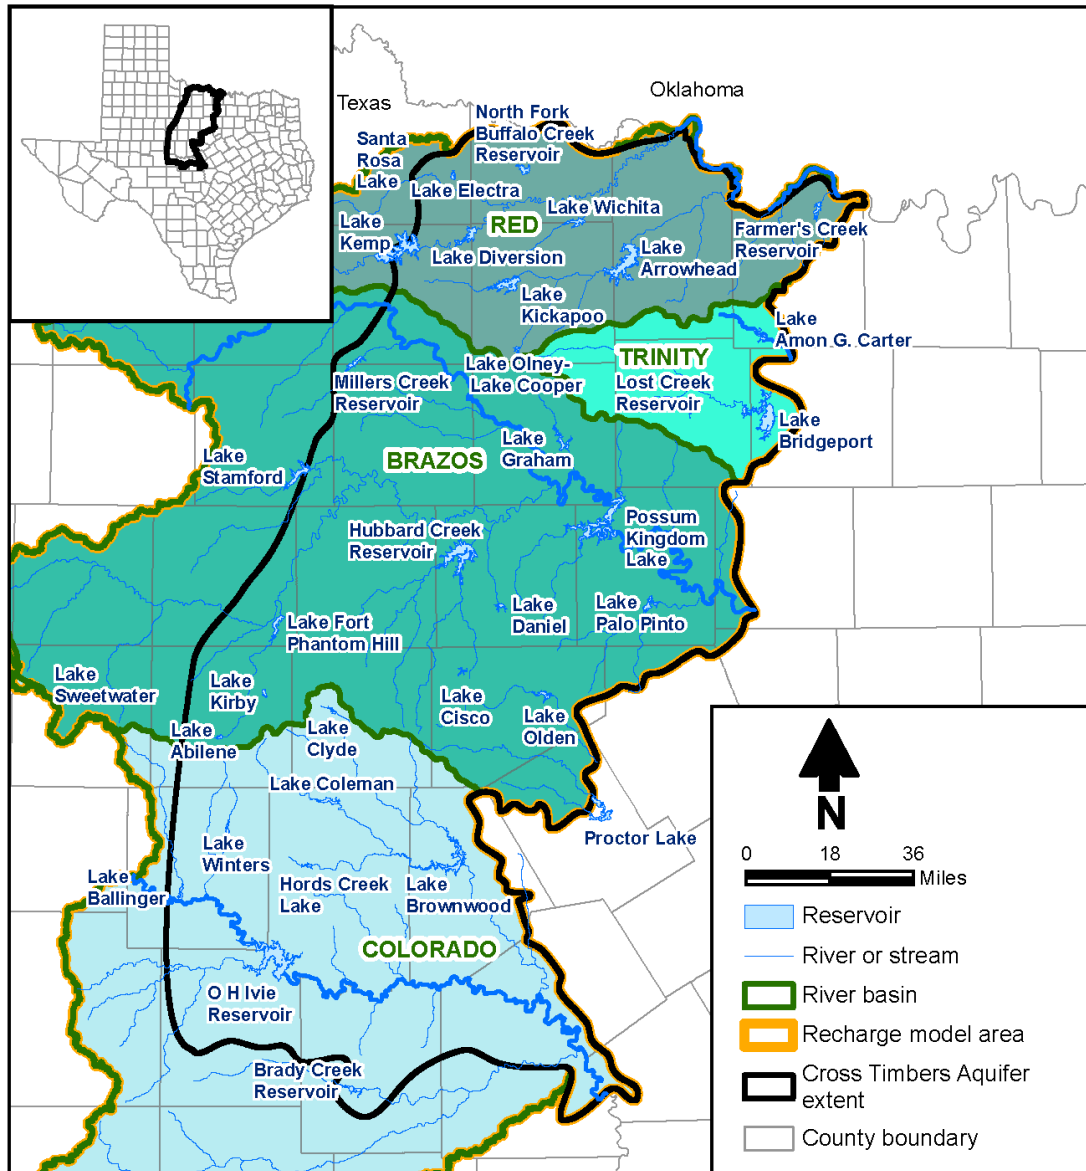 Texas
Oklahoma
North Fork
Buffalo Creek
Reservoir
Santa
Rosa
Lake
Lake Electra
Lake Wichita
RED
Lake
Kemp
Lake Diversion
Lake
Arrowhead
Farmer's Creek
Reservoir
Lake
Kickapoo
Lake
Amon G. Carter
TRINITY
Lake Olney-
Lake Cooper
Lost Creek
Reservoir
Millers Creek
Reservoir
Lake
Bridgeport
Lake
Graham
BRAZOS
Lake
Stamford
Possum
Kingdom
Lake
Hubbard Creek
Reservoir
Lake
Daniel
Lake
Palo Pinto
Lake Fort
Phantom Hill
Lake
Sweetwater
Lake
Kirby
Lake
Cisco
Lake
Olden
Lake
Abilene
Lake
Clyde
Lake Coleman
Proctor Lake
Lake
Winters
Lake
Ballinger
Hords Creek
Lake
Lake
Brownwood
COLORADO
O H Ivie
Reservoir
Brady Creek
Reservoir
N
0 18 36
Miles
Reservoir
River or stream
River basin
Recharge model area
Cross Timbers Aquifer
extent
County boundary